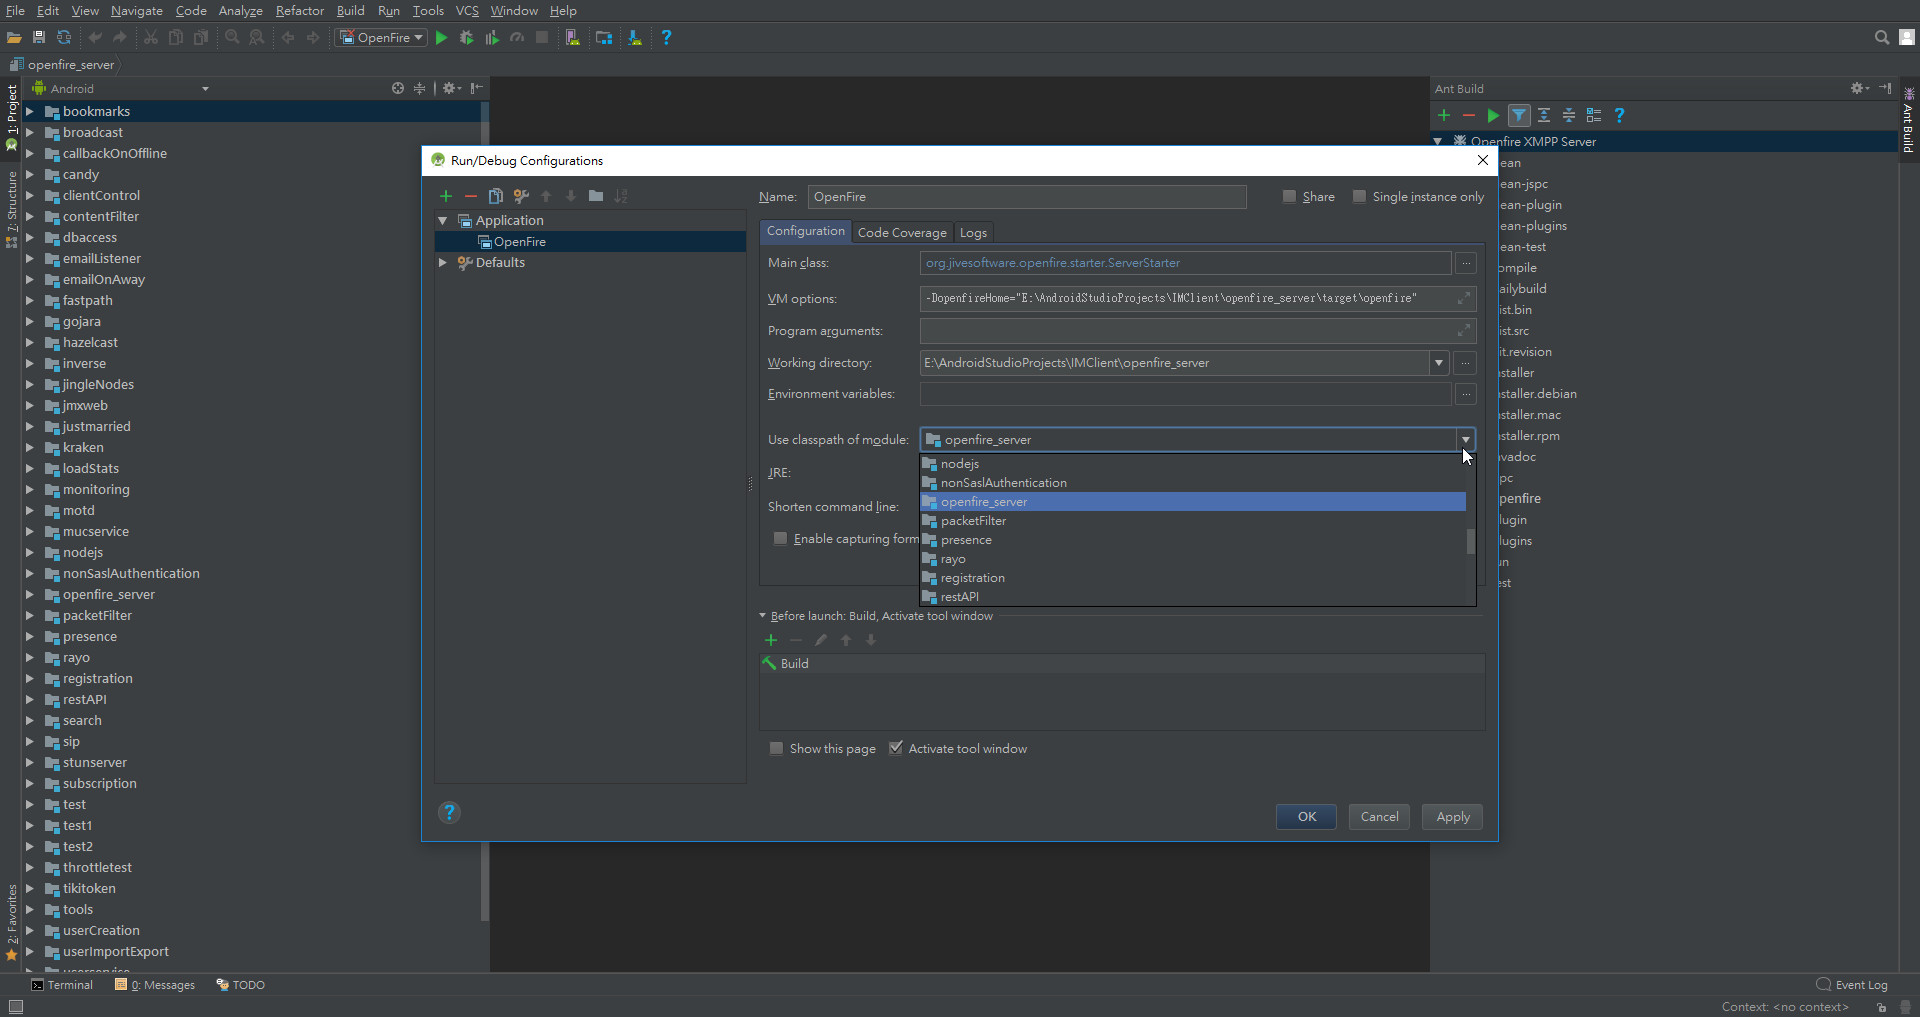 File Edit View Navigate Code Analyze Refactor Build Run Tools VCS Window Help
OpenFire
openfire_server
1: Project
7: Structure
2: Favorites
Android
bookmarks
broadcast
callbackOnOffline
candy
clientControl
contentFilter
dbaccess
emailListener
emailOnAway
fastpath
gojara
hazelcast
inverse
jingleNodes
jmxweb
justmarried
kraken
loadStats
monitoring
motd
mucservice
nodejs
nonSaslAuthentication
openfire_server
packetFilter
presence
rayo
registration
restAPI
search
sip
stunserver
subscription
test
test1
test2
throttletest
tikitoken
tools
userCreation
userImportExport
userservice
Run/Debug Configurations
Application
OpenFire
Defaults
Name: OpenFire
Share
Single instance only
Configuration Code Coverage Logs
Main class: org.jivesoftware.openfire.starter.ServerStarter ...
VM options: -DopenfireHome="E:\AndroidStudioProjects\IMClient\openfire_server\target\openfire"
Program arguments:
Working directory: E:\AndroidStudioProjects\IMClient\openfire_server ...
Environment variables: ...
Use classpath of module: openfire_server
JRE:
Shorten command line:
Enable capturing form
nodejs
nonSaslAuthentication
openfire_server
packetFilter
presence
rayo
registration
restAPI
Before launch: Build, Activate tool window
Build
Show this page
Activate tool window
?
OK Cancel Apply
Ant Build
Openfire XMPP Server
ean
ean-jspc
ean-plugin
ean-plugins
ean-test
ompile
ailybuild
ist.bin
ist.src
it.revision
nstaller
nstaller.debian
nstaller.mac
nstaller.rpm
avadoc
pc
penfire
lugin
lugins
un
est
Ant Build
Terminal 0: Messages TODO
Event Log
Context: <no context>